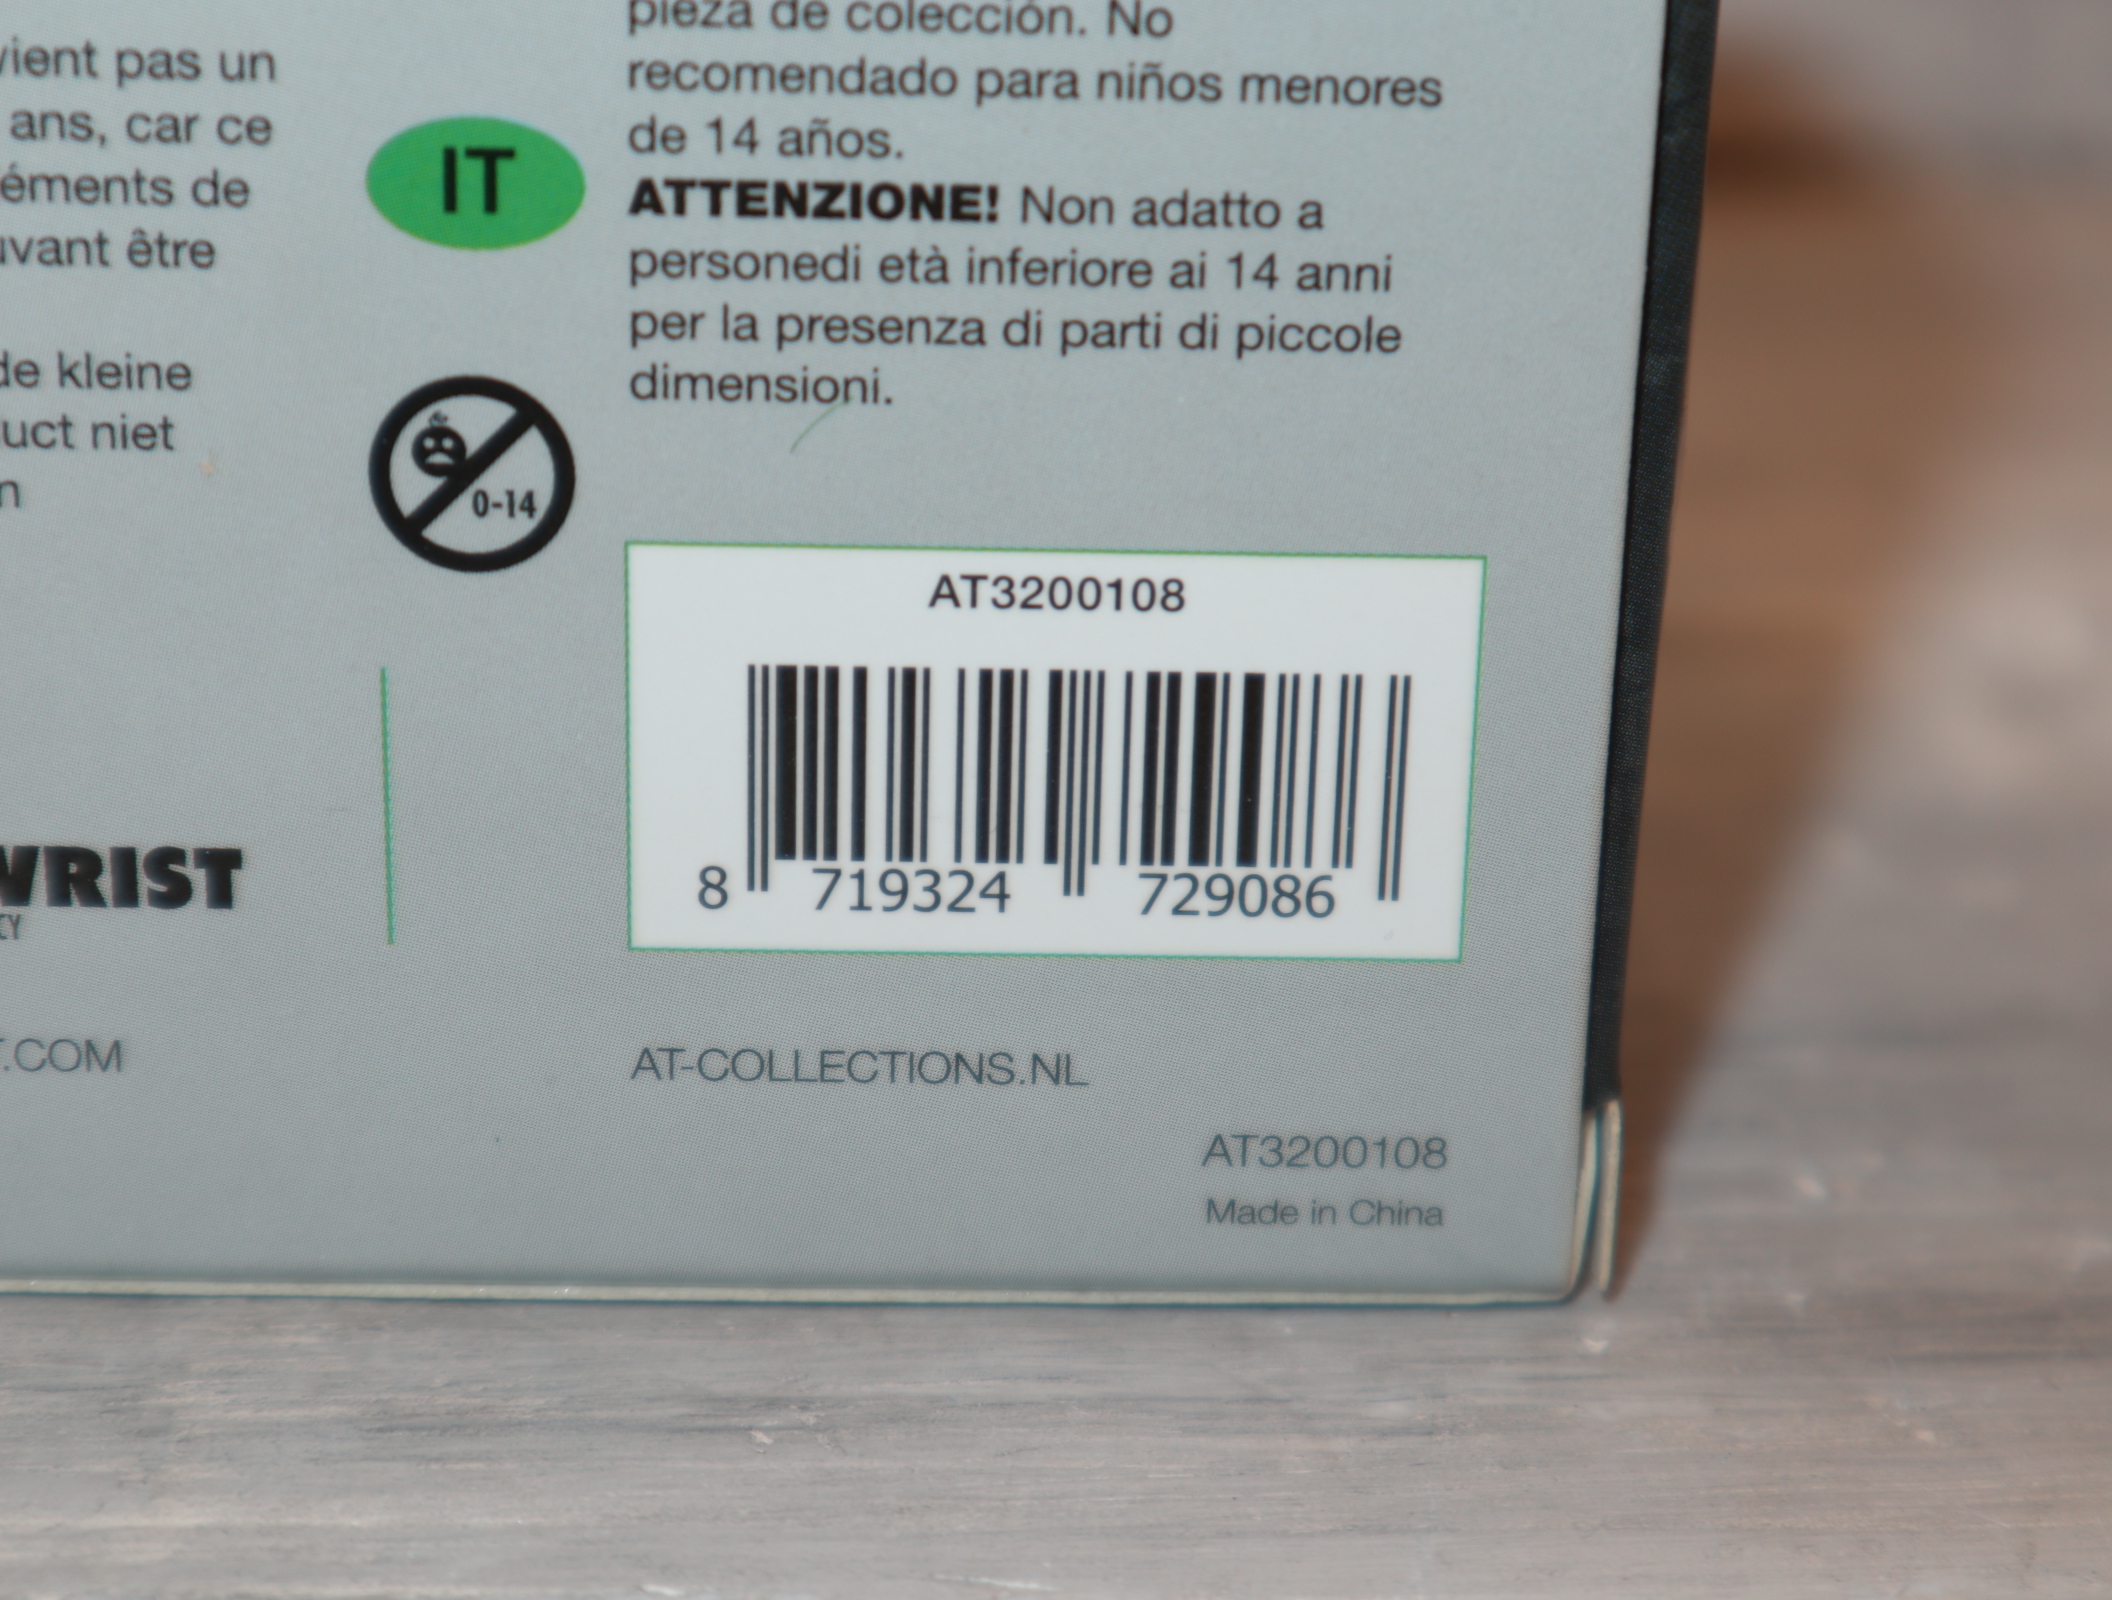 vient pas un
ans, car ce
éments de
uvant être
de kleine
uct niet
n
WRIST
CY
T.COM
IT
0-14
pieza de colección. No
recomendado para niños menores
de 14 años.
ATTENZIONE! Non adatto a
personedi età inferiore ai 14 anni
per la presenza di parti di piccole
dimensioni.
AT3200108
8 719324 729086
AT-COLLECTIONS.NL
AT3200108
Made in China